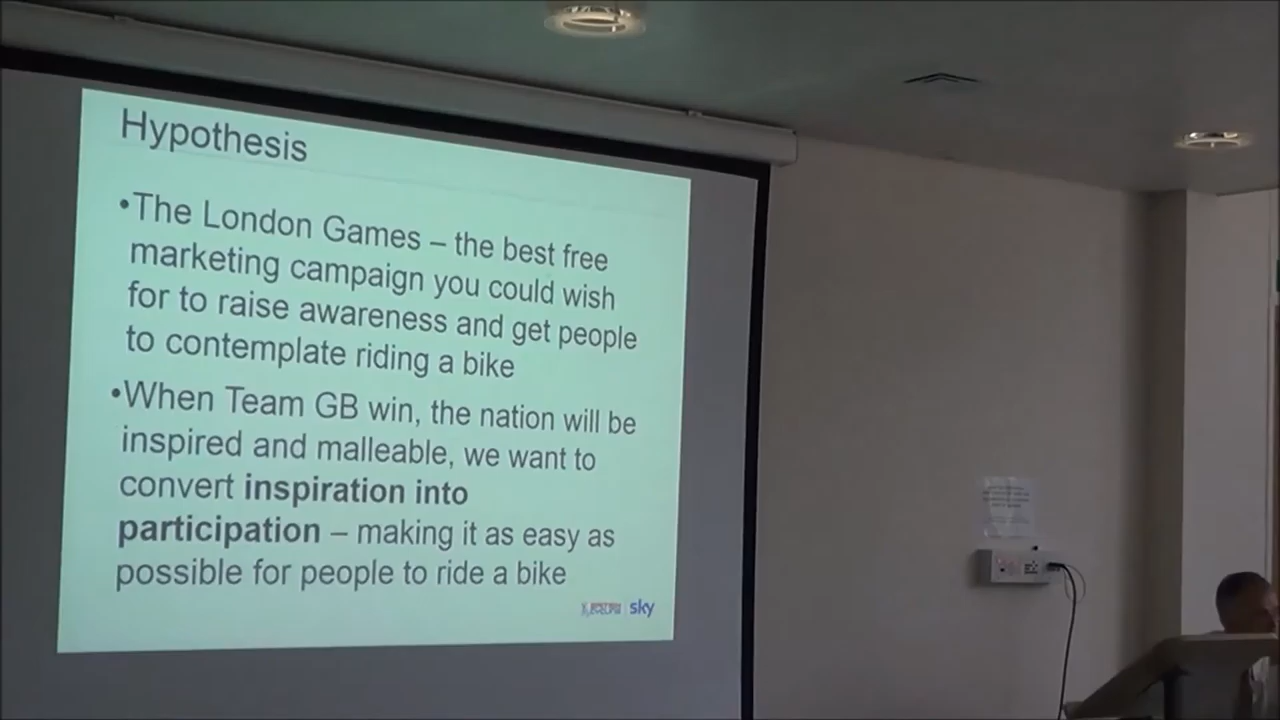 Hypothesis
•The London Games – the best free
marketing campaign you could wish
for to raise awareness and get people
to contemplate riding a bike
•When Team GB win, the nation will be
inspired and malleable, we want to
convert inspiration into
participation – making it as easy as
possible for people to ride a bike
sky